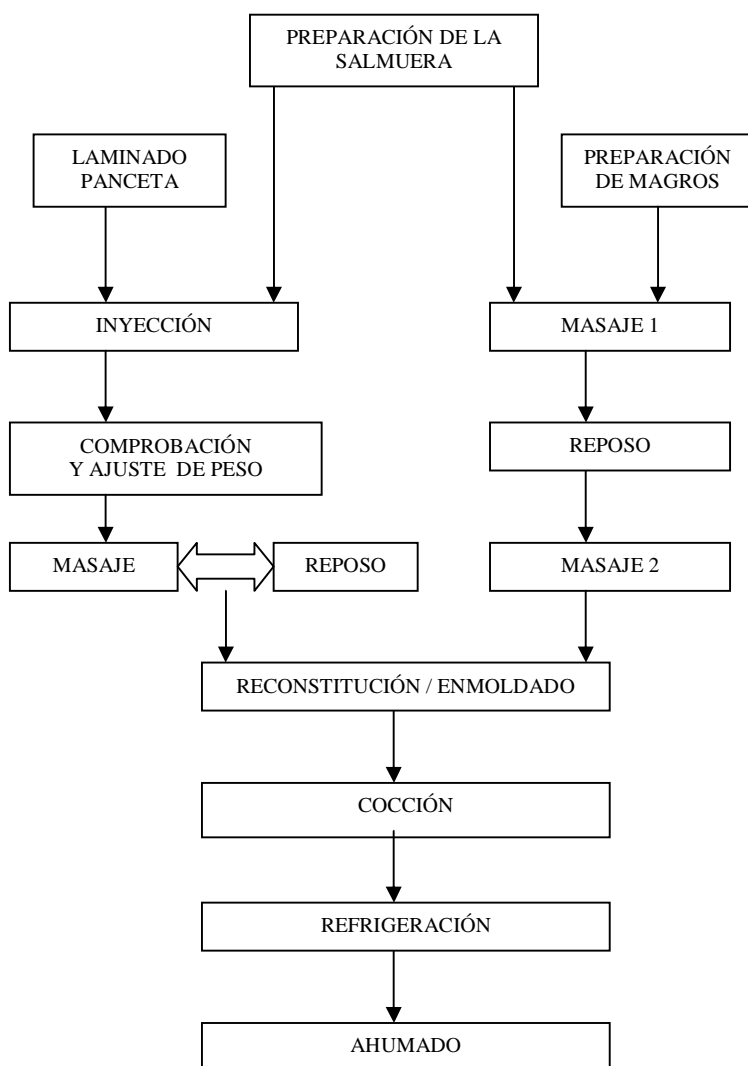 PREPARACIÓN DE LA
SALMUERA
LAMINADO
PANCETA
PREPARACIÓN
DE MAGROS
INYECCIÓN
MASAJE 1
COMPROBACIÓN
Y AJUSTE DE PESO
REPOSO
MASAJE
REPOSO
MASAJE 2
RECONSTITUCIÓN / ENMOLDADO
COCCIÓN
REFRIGERACIÓN
AHUMADO